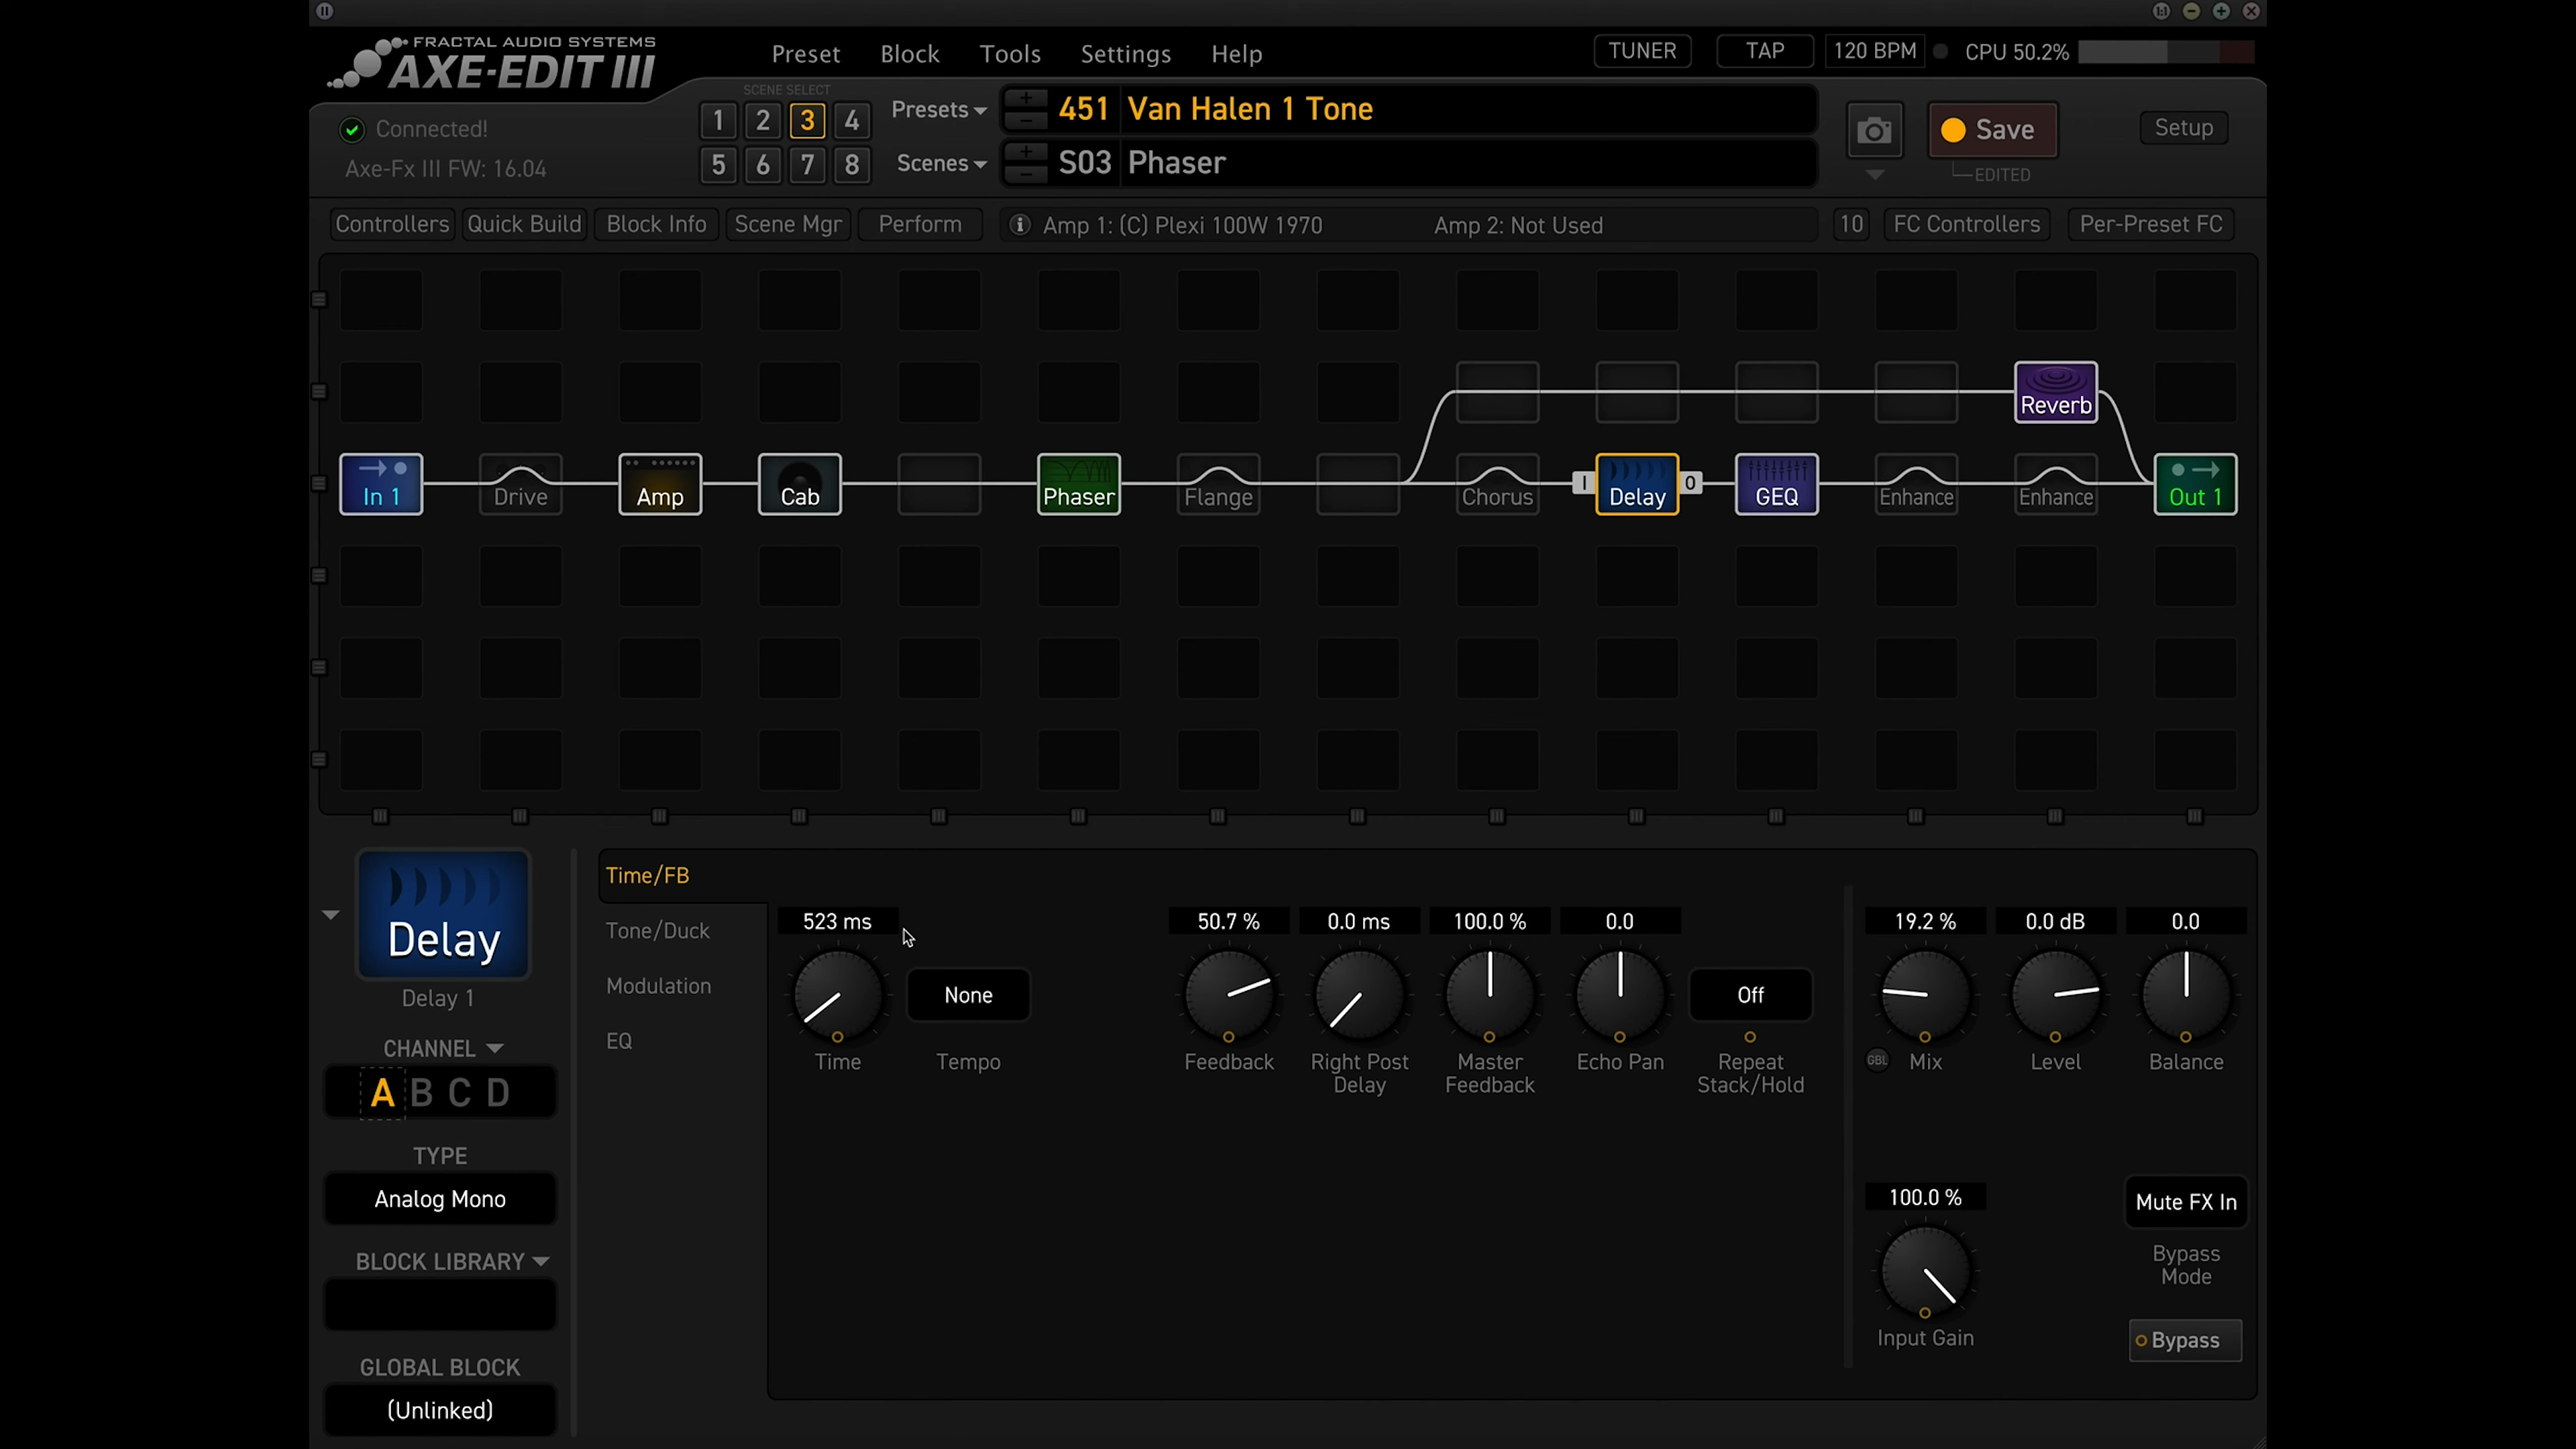 FRACTAL AUDIO SYSTEMS
AXE-EDIT III
Preset Block Tools Settings Help
TUNER TAP 120 BPM CPU 50.2%
SCENE SELECT
1 2 3 4
5 6 7 8
Presets + - 451 Van Halen 1 Tone
Scenes + - S03 Phaser
Save
EDITED
Setup
Connected!
Axe-Fx III FW: 16.04
Controllers Quick Build Block Info Scene Mgr Perform
Amp 1: (C) Plexi 100W 1970 Amp 2: Not Used
10 FC Controllers Per-Preset FC
Reverb
In 1 Drive Amp Cab Phaser Flange Chorus I Delay O GEQ Enhance Enhance Out 1
Delay
Delay 1
CHANNEL
A B C D
TYPE
Analog Mono
BLOCK LIBRARY
GLOBAL BLOCK
(Unlinked)
Time/FB
Tone/Duck
Modulation
EQ
523 ms 50.7 % 0.0 ms 100.0 % 0.0 19.2 % 0.0 dB 0.0
None Off
Time Tempo Feedback Right Post Delay Master Feedback Echo Pan Repeat Stack/Hold GBL Mix Level Balance
100.0 % Mute FX In
Input Gain Bypass Mode
Bypass